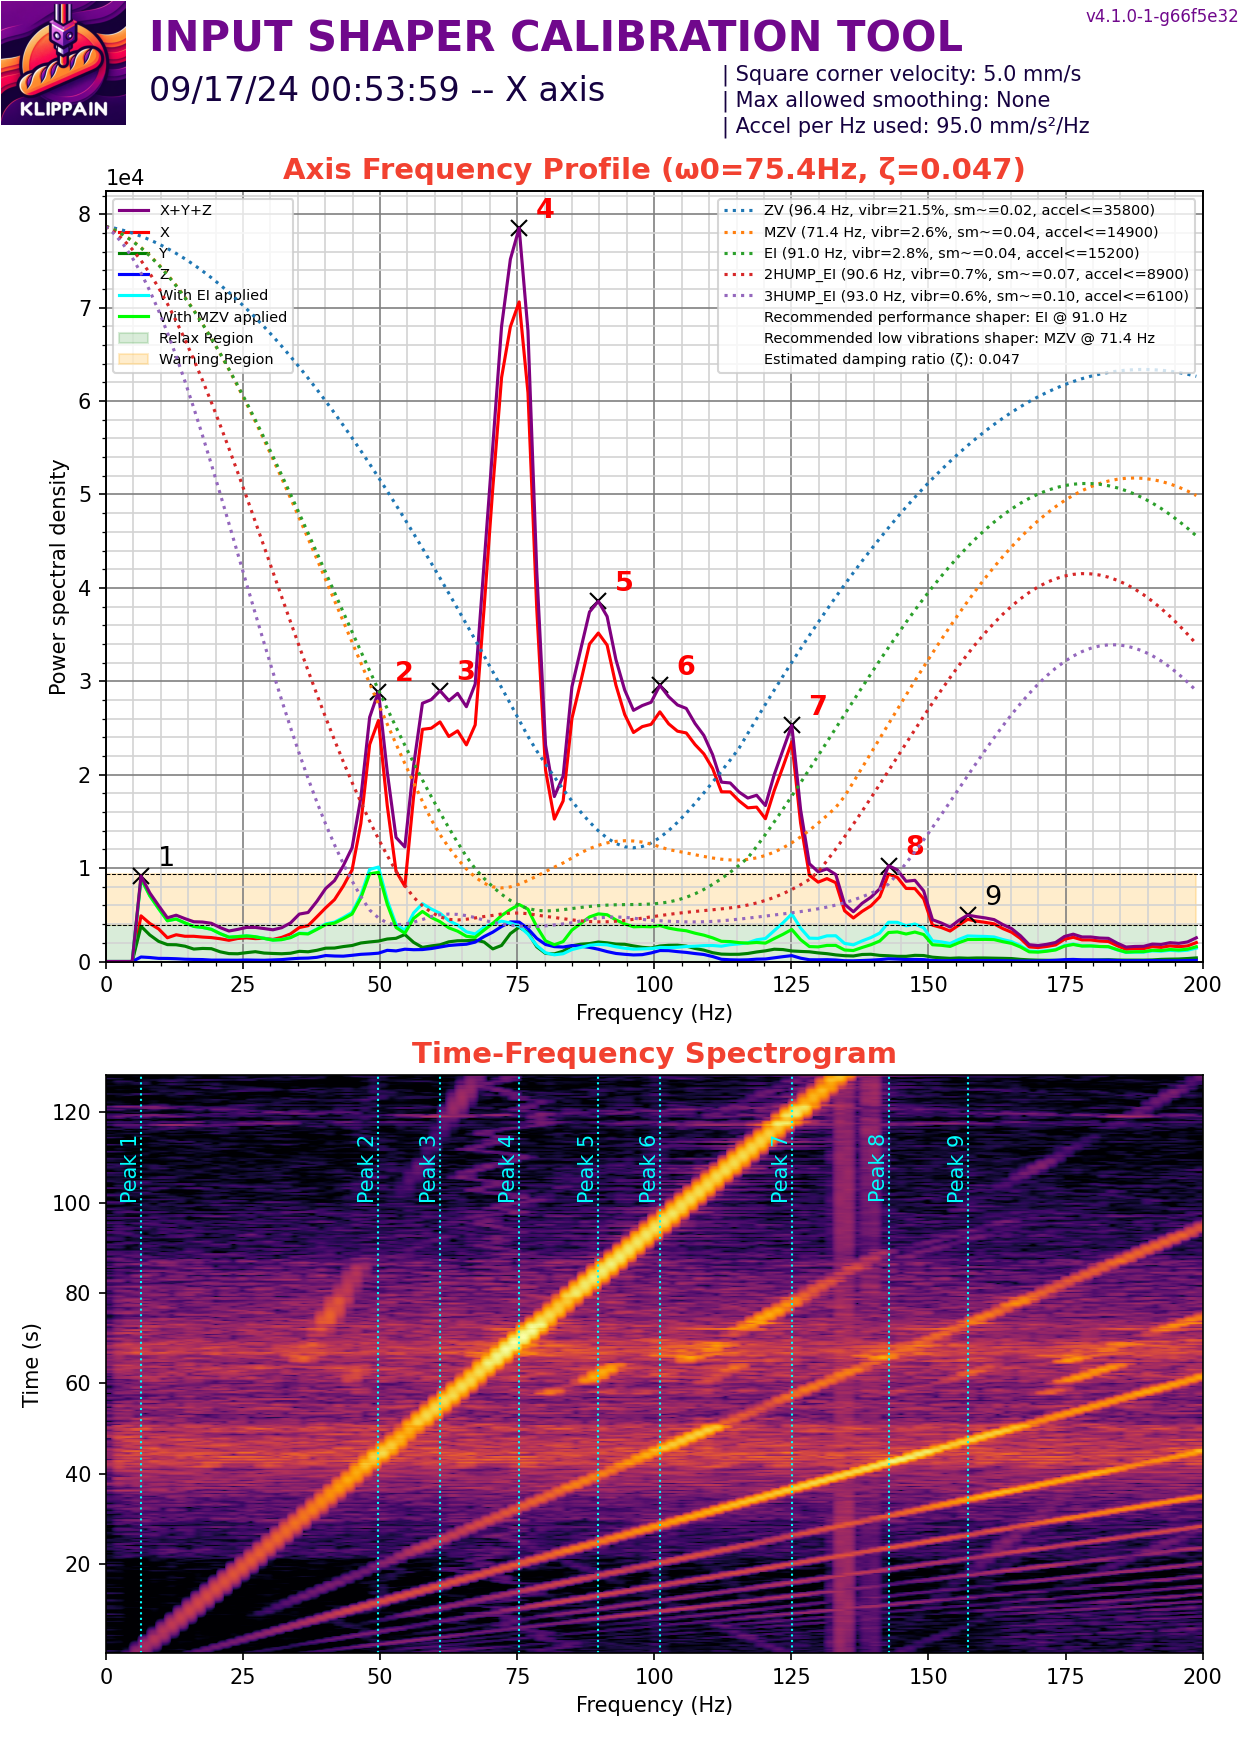 v4.1.0-1-g66f5e32
INPUT SHAPER CALIBRATION TOOL
KLIPPAIN
09/17/24 00:53:59 -- X axis
| Square corner velocity: 5.0 mm/s
| Max allowed smoothing: None
| Accel per Hz used: 95.0 mm/s²/Hz
Axis Frequency Profile (ω0=75.4Hz, ζ=0.047)
1e4
X+Y+Z
X
Y
Z
With EI applied
With MZV applied
Relax Region
Warning Region
ZV (96.4 Hz, vibr=21.5%, sm~=0.02, accel<=35800)
MZV (71.4 Hz, vibr=2.6%, sm~=0.04, accel<=14900)
EI (91.0 Hz, vibr=2.8%, sm~=0.04, accel<=15200)
2HUMP_EI (90.6 Hz, vibr=0.7%, sm~=0.07, accel<=8900)
3HUMP_EI (93.0 Hz, vibr=0.6%, sm~=0.10, accel<=6100)
Recommended performance shaper: EI @ 91.0 Hz
Recommended low vibrations shaper: MZV @ 71.4 Hz
Estimated damping ratio (ζ): 0.047
8
7
6
5
4
3
2
1
0
Power spectral density
1
2
3
4
5
6
7
8
9
0 25 50 75 100 125 150 175 200
Frequency (Hz)
Time-Frequency Spectrogram
120
100
80
60
40
20
Time (s)
Peak 1
Peak 2
Peak 3
Peak 4
Peak 5
Peak 6
Peak 7
Peak 8
Peak 9
0 25 50 75 100 125 150 175 200
Frequency (Hz)